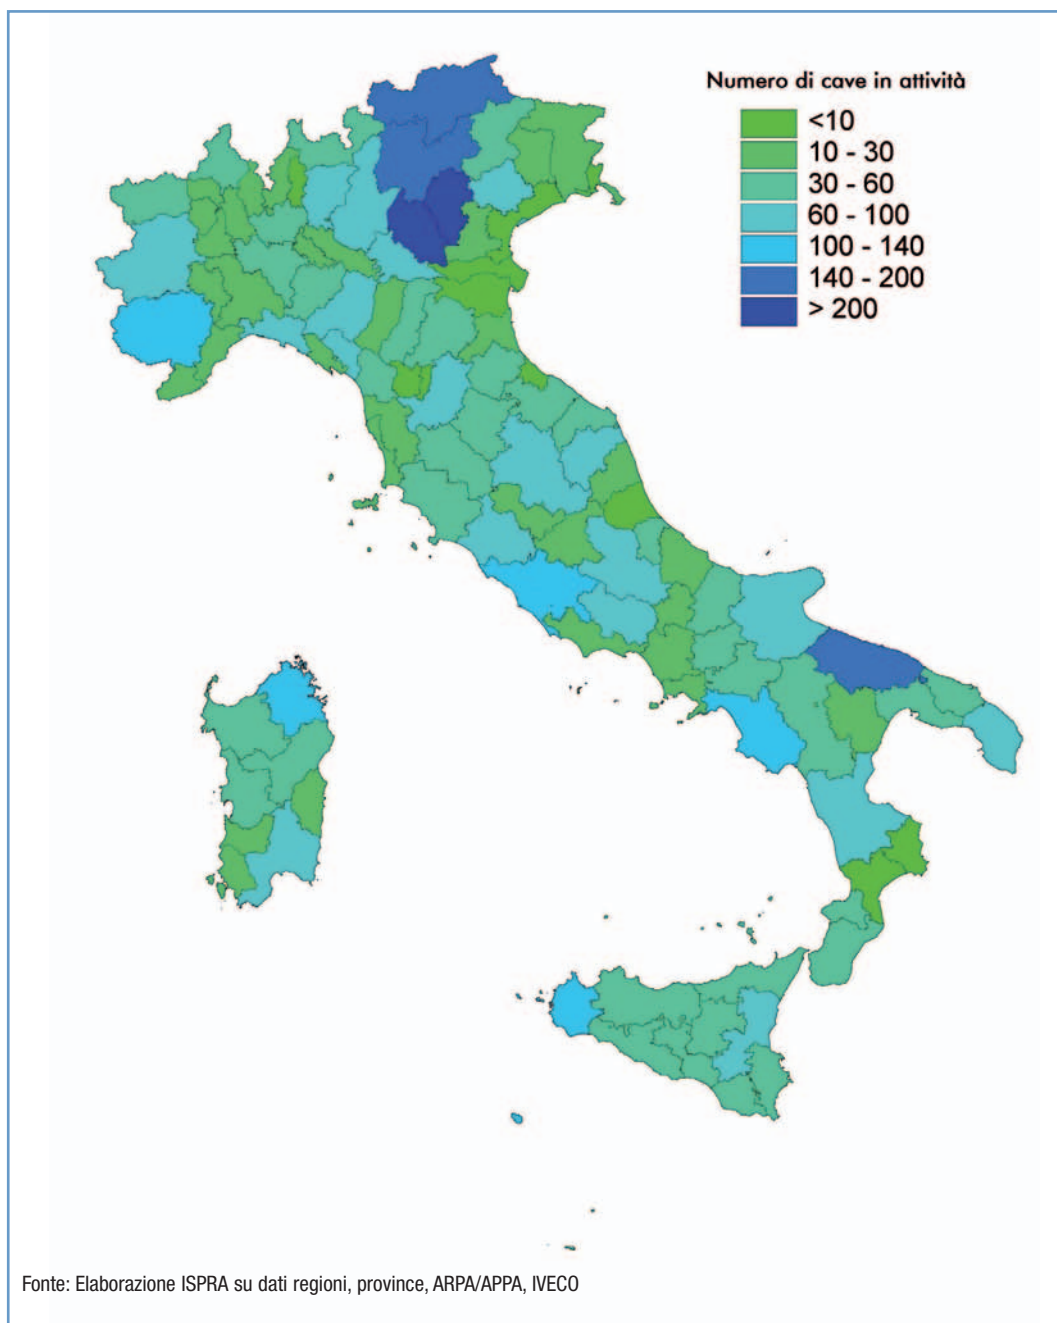 Numero di cave in attività
<10
10 - 30
30 - 60
60 - 100
100 - 140
140 - 200
> 200
Fonte: Elaborazione ISPRA su dati regioni, province, ARPA/APPA, IVECO